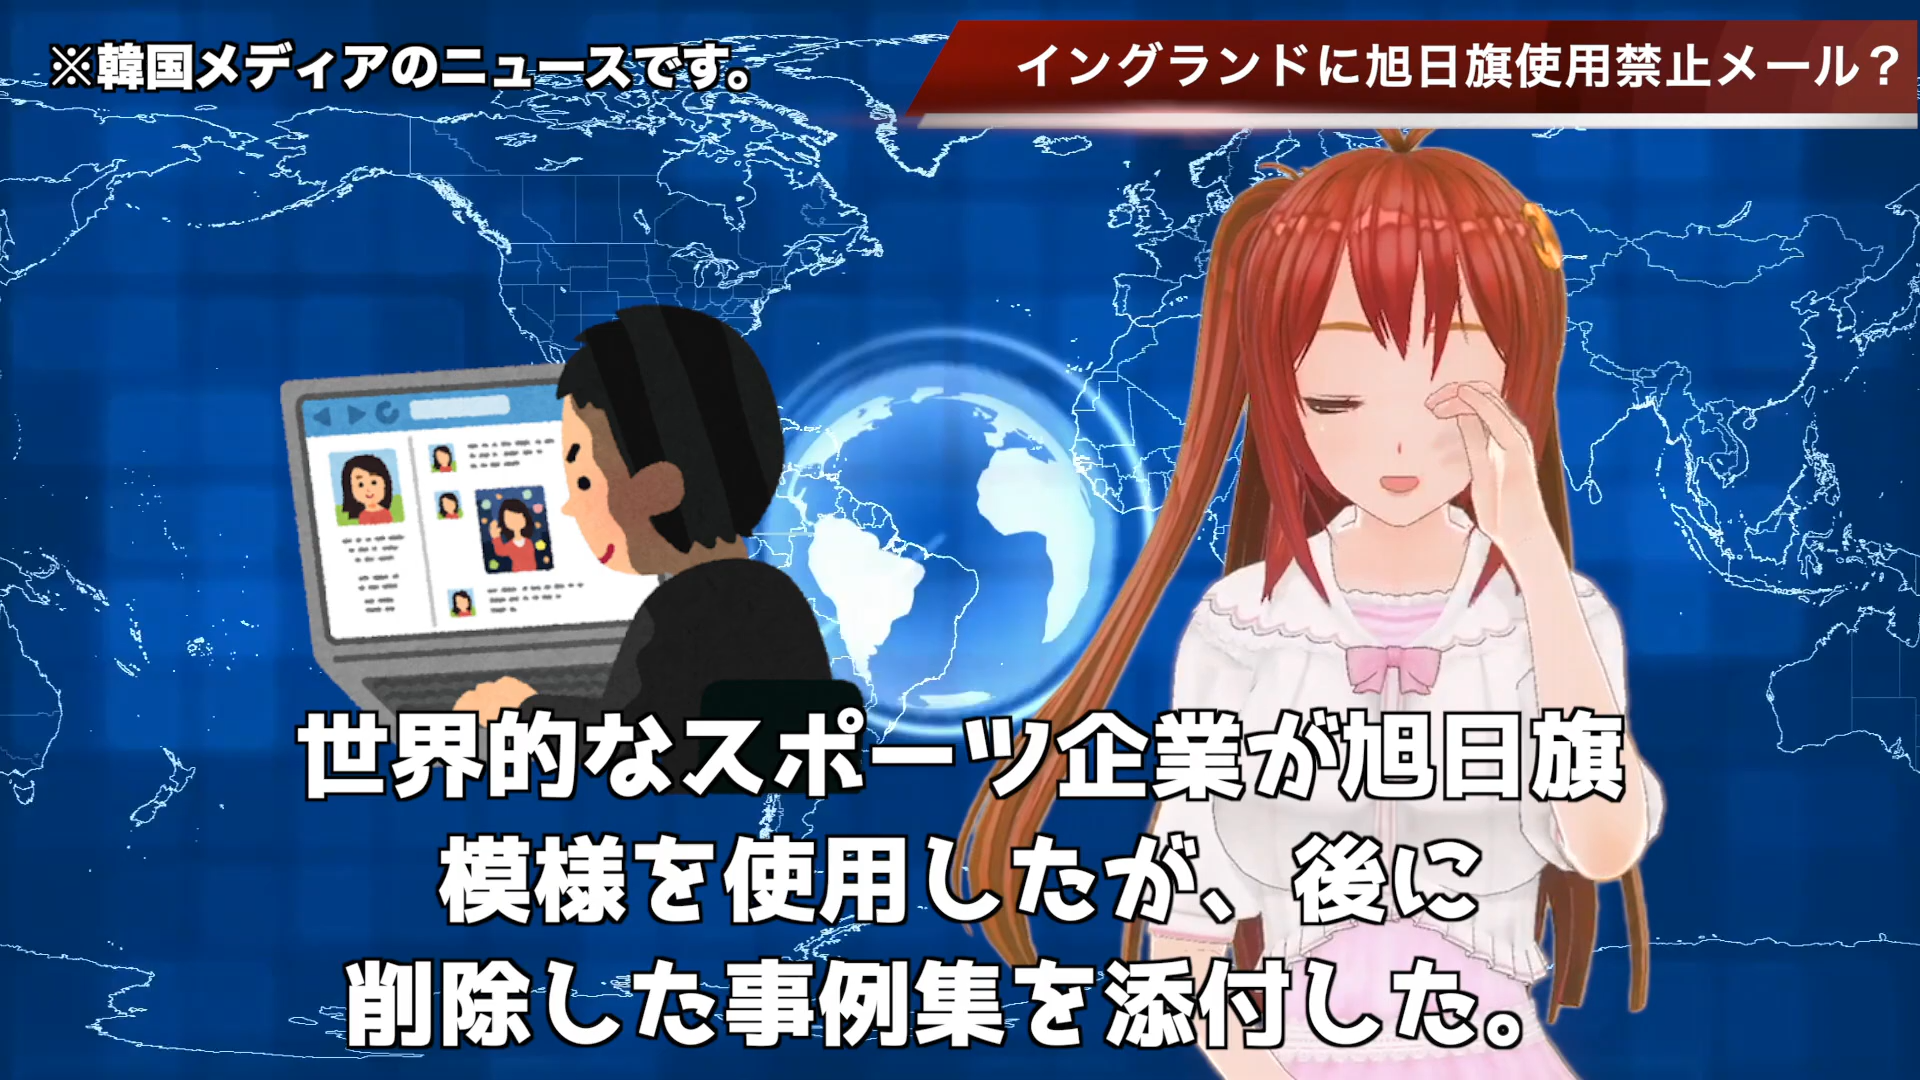 ※韓国メディアのニュースです。
イングランドに旭日旗使用禁止メール？
世界的なスポーツ企業が旭日旗
模様を使用したが、後に
削除した事例集を添付した。